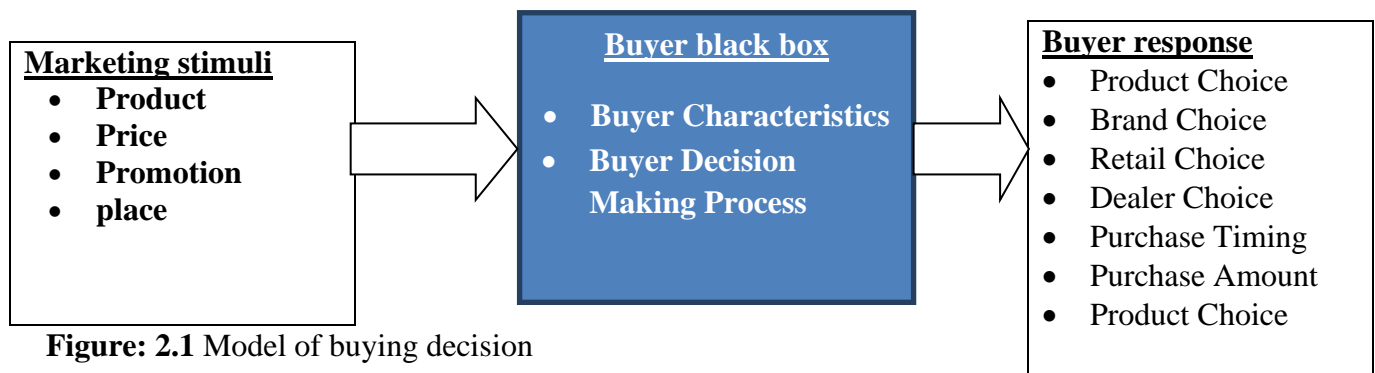 Marketing stimuli
• Product
• Price
• Promotion
• place
Buyer black box
• Buyer Characteristics
• Buyer Decision
Making Process
Buyer response
• Product Choice
• Brand Choice
• Retail Choice
• Dealer Choice
• Purchase Timing
• Purchase Amount
• Product Choice
Figure: 2.1 Model of buying decision